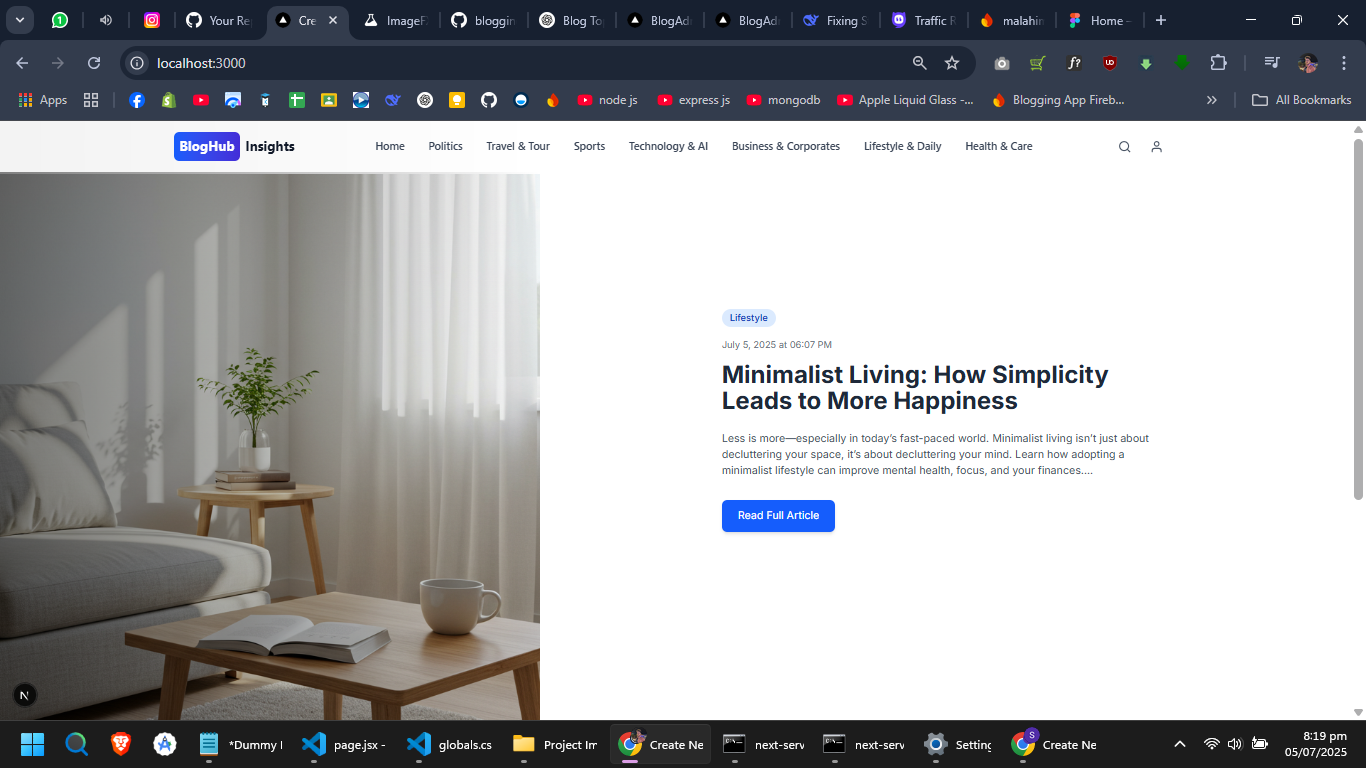 1
Your Re
Cre
ImageF
bloggin
Blog To
BlogAd
BlogAd
Fixing S
Traffic R
malahin
Home –
localhost:3000
Apps
node js
express js
mongodb
Apple Liquid Glass -...
Blogging App Fireb...
All Bookmarks
BlogHub Insights
Home
Politics
Travel & Tour
Sports
Technology & AI
Business & Corporates
Lifestyle & Daily
Health & Care
Lifestyle
July 5, 2025 at 06:07 PM
Minimalist Living: How Simplicity
Leads to More Happiness
Less is more—especially in today's fast-paced world. Minimalist living isn't just about
decluttering your space, it's about decluttering your mind. Learn how adopting a
minimalist lifestyle can improve mental health, focus, and your finances....
Read Full Article
N
*Dummy
page.jsx -
globals.cs
Project Im
Create Ne
next-serv
next-serv
Setting
S
Create Ne
8:19 pm
05/07/2025